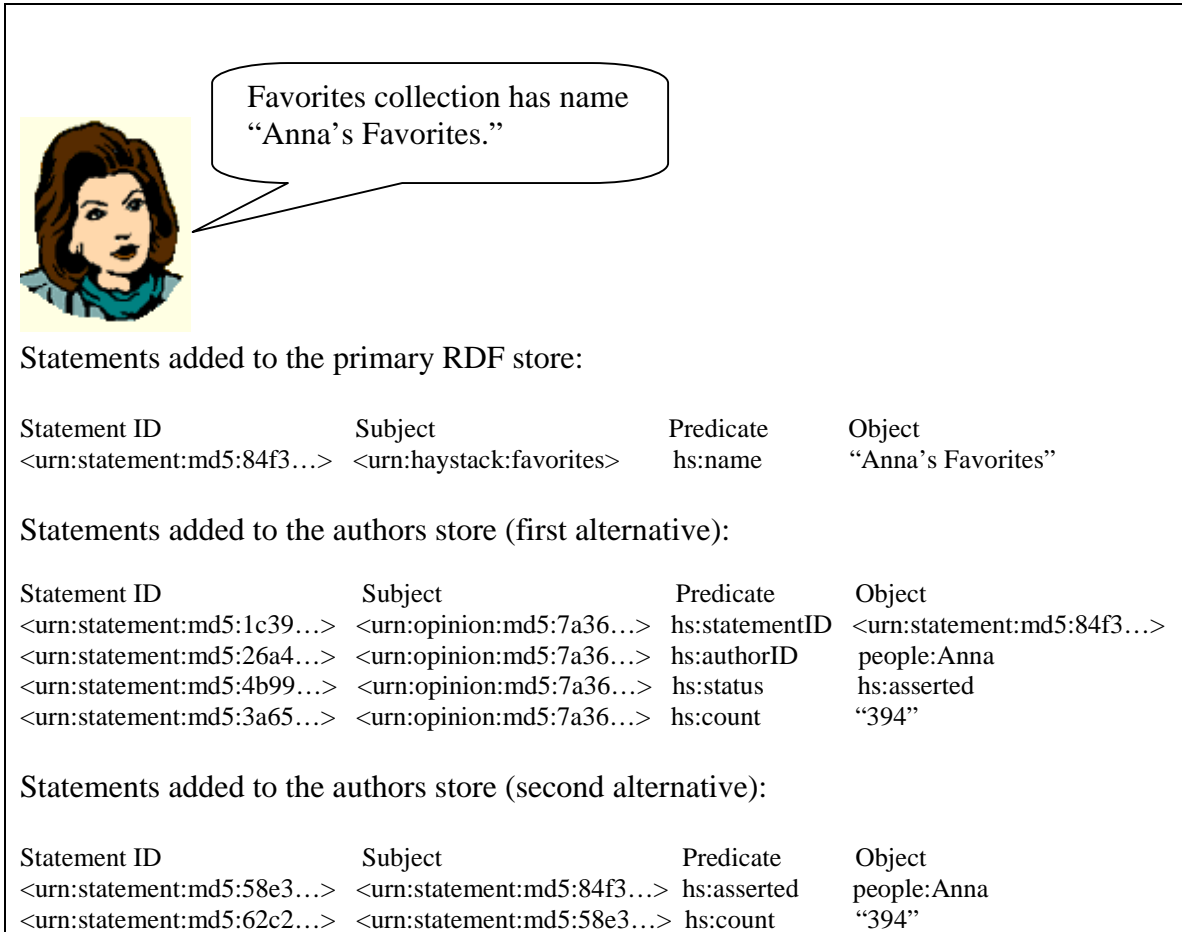 Favorites collection has name
“Anna’s Favorites.”
Statements added to the primary RDF store:
Statement ID Subject Predicate Object
<urn:statement:md5:84f3…> <urn:haystack:favorites> hs:name “Anna’s Favorites”
Statements added to the authors store (first alternative):
Statement ID Subject Predicate Object
<urn:statement:md5:1c39…> <urn:opinion:md5:7a36…> hs:statementID <urn:statement:md5:84f3…>
<urn:statement:md5:26a4…> <urn:opinion:md5:7a36…> hs:authorID people:Anna
<urn:statement:md5:4b99…> <urn:opinion:md5:7a36…> hs:status hs:asserted
<urn:statement:md5:3a65…> <urn:opinion:md5:7a36…> hs:count “394”
Statements added to the authors store (second alternative):
Statement ID Subject Predicate Object
<urn:statement:md5:58e3…> <urn:statement:md5:84f3…> hs:asserted people:Anna
<urn:statement:md5:62c2…> <urn:statement:md5:58e3…> hs:count “394”